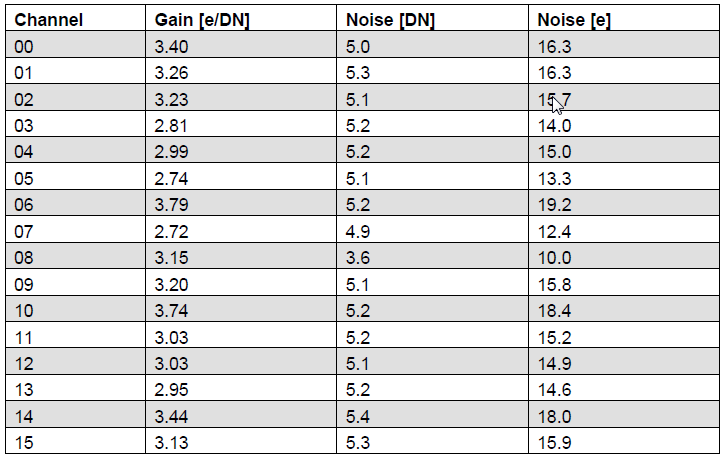 Channel Gain [e/DN] Noise [DN] Noise [e]
00 3.40 5.0 16.3
01 3.26 5.3 16.3
02 3.23 5.1 15.7
03 2.81 5.2 14.0
04 2.99 5.2 15.0
05 2.74 5.1 13.3
06 3.79 5.2 19.2
07 2.72 4.9 12.4
08 3.15 3.6 10.0
09 3.20 5.1 15.8
10 3.74 5.2 18.4
11 3.03 5.2 15.2
12 3.03 5.1 14.9
13 2.95 5.2 14.6
14 3.44 5.4 18.0
15 3.13 5.3 15.9